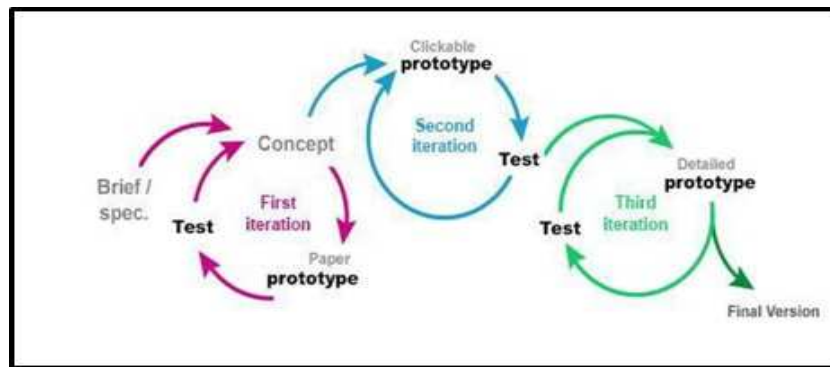 Brief /
spec.
Concept
Test
First
iteration
Paper
prototype
Clickable
prototype
Second
iteration
Test
Detailed
prototype
Third
iteration
Test
Final Version